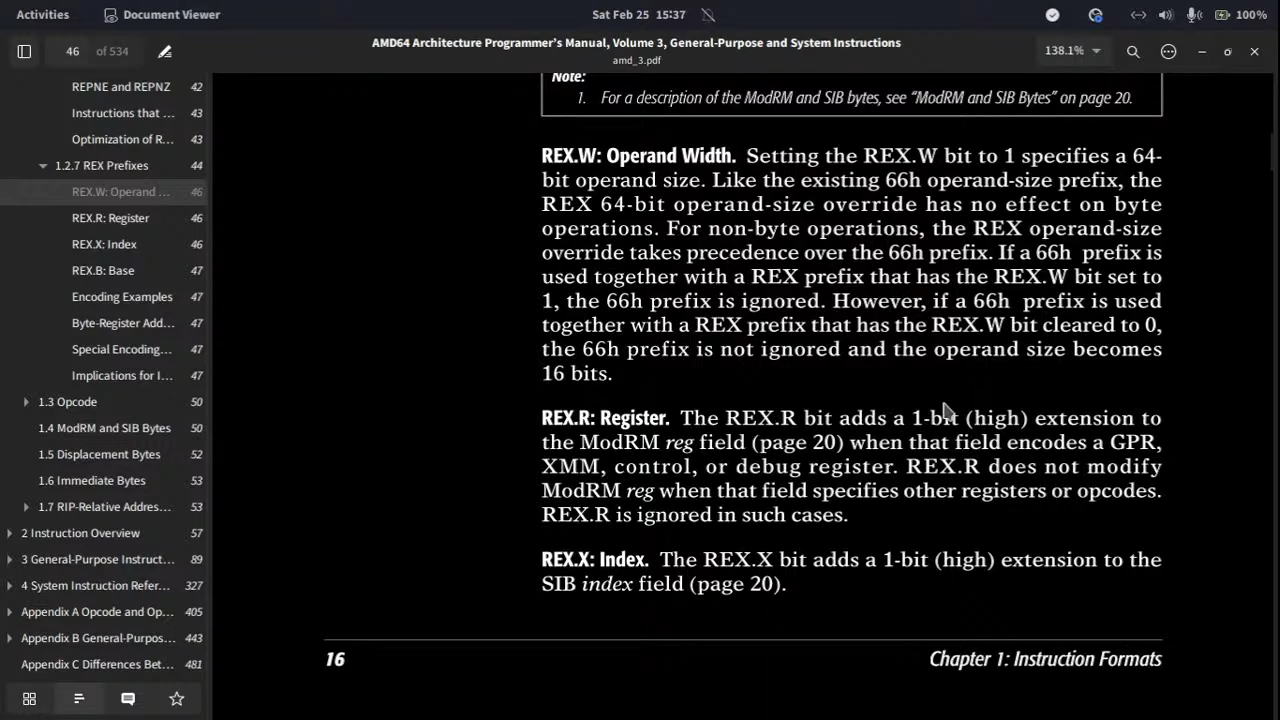 Activities
Document Viewer
Sat Feb 25 15:37
100%
46 of 534
AMD64 Architecture Programmer's Manual, Volume 3, General-Purpose and System Instructions
amd_3.pdf
138.1%
REPNE and REPNZ 42
Instructions that ... 43
Optimization of R... 43
1.2.7 REX Prefixes 44
REX.W: Operand ... 46
REX.R: Register 46
REX.X: Index 46
REX.B: Base 47
Encoding Examples 47
Byte-Register Add... 47
Special Encoding... 47
Implications for I... 47
1.3 Opcode 50
1.4 ModRM and SIB Bytes 50
1.5 Displacement Bytes 52
1.6 Immediate Bytes 53
1.7 RIP-Relative Addres... 53
2 Instruction Overview 57
3 General-Purpose Instruct... 89
4 System Instruction Refer... 327
Appendix A Opcode and Op... 405
Appendix B General-Purpos... 443
Appendix C Differences Bet... 481
Note:
1. For a description of the ModRM and SIB bytes, see "ModRM and SIB Bytes" on page 20.
REX.W: Operand Width. Setting the REX.W bit to 1 specifies a 64-
bit operand size. Like the existing 66h operand-size prefix, the
REX 64-bit operand-size override has no effect on byte
operations. For non-byte operations, the REX operand-size
override takes precedence over the 66h prefix. If a 66h prefix is
used together with a REX prefix that has the REX.W bit set to
1, the 66h prefix is ignored. However, if a 66h prefix is used
together with a REX prefix that has the REX.W bit cleared to 0,
the 66h prefix is not ignored and the operand size becomes
16 bits.
REX.R: Register. The REX.R bit adds a 1-bit (high) extension to
the ModRM reg field (page 20) when that field encodes a GPR,
XMM, control, or debug register. REX.R does not modify
ModRM reg when that field specifies other registers or opcodes.
REX.R is ignored in such cases.
REX.X: Index. The REX.X bit adds a 1-bit (high) extension to the
SIB index field (page 20).
16
Chapter 1: Instruction Formats